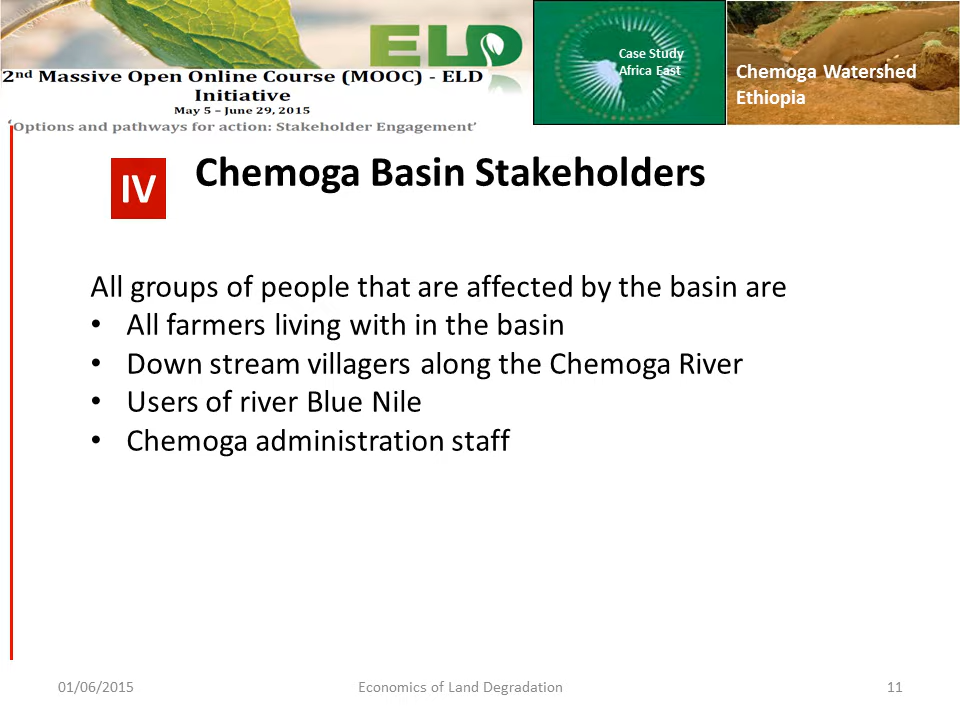 ELD
2nd Massive Open Online Course (MOOC) - ELD
Initiative
May 5 – June 29, 2015
‘Options and pathways for action: Stakeholder Engagement’
Case Study
Africa East
Chemoga Watershed
Ethiopia
IV
Chemoga Basin Stakeholders
All groups of people that are affected by the basin are
• All farmers living with in the basin
• Down stream villagers along the Chemoga River
• Users of river Blue Nile
• Chemoga administration staff
01/06/2015
Economics of Land Degradation
11